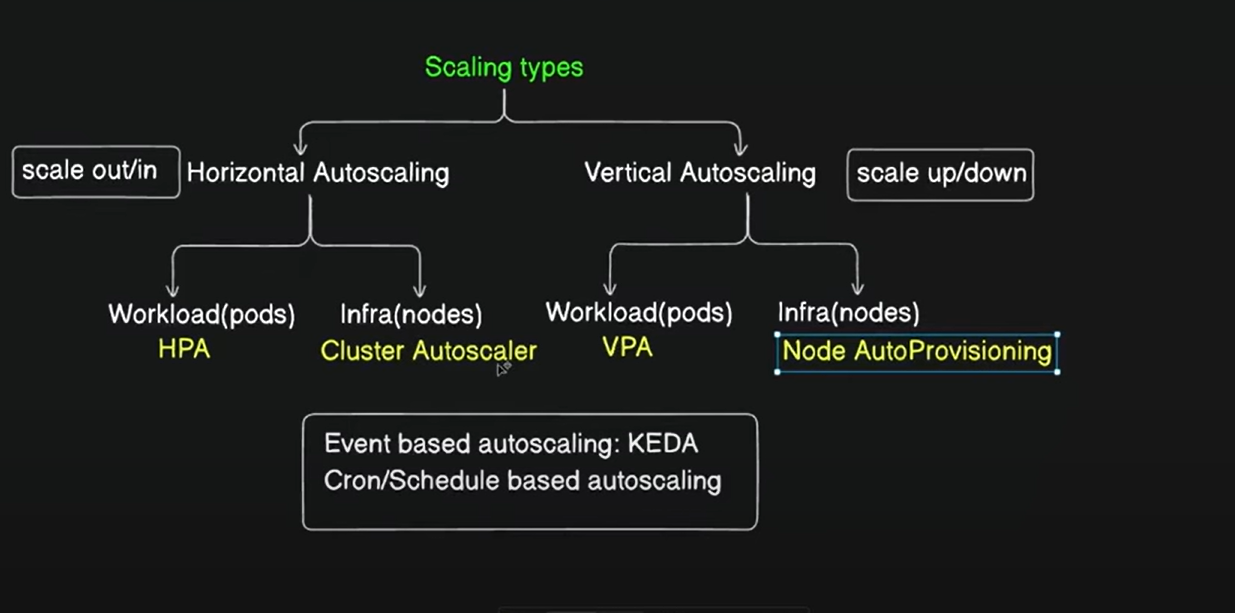 Scaling types
scale out/in
Horizontal Autoscaling
Vertical Autoscaling
scale up/down
Workload(pods)
HPA
Infra(nodes)
Cluster Autoscaler
Workload(pods)
VPA
Infra(nodes)
Node AutoProvisioning
Event based autoscaling: KEDA
Cron/Schedule based autoscaling